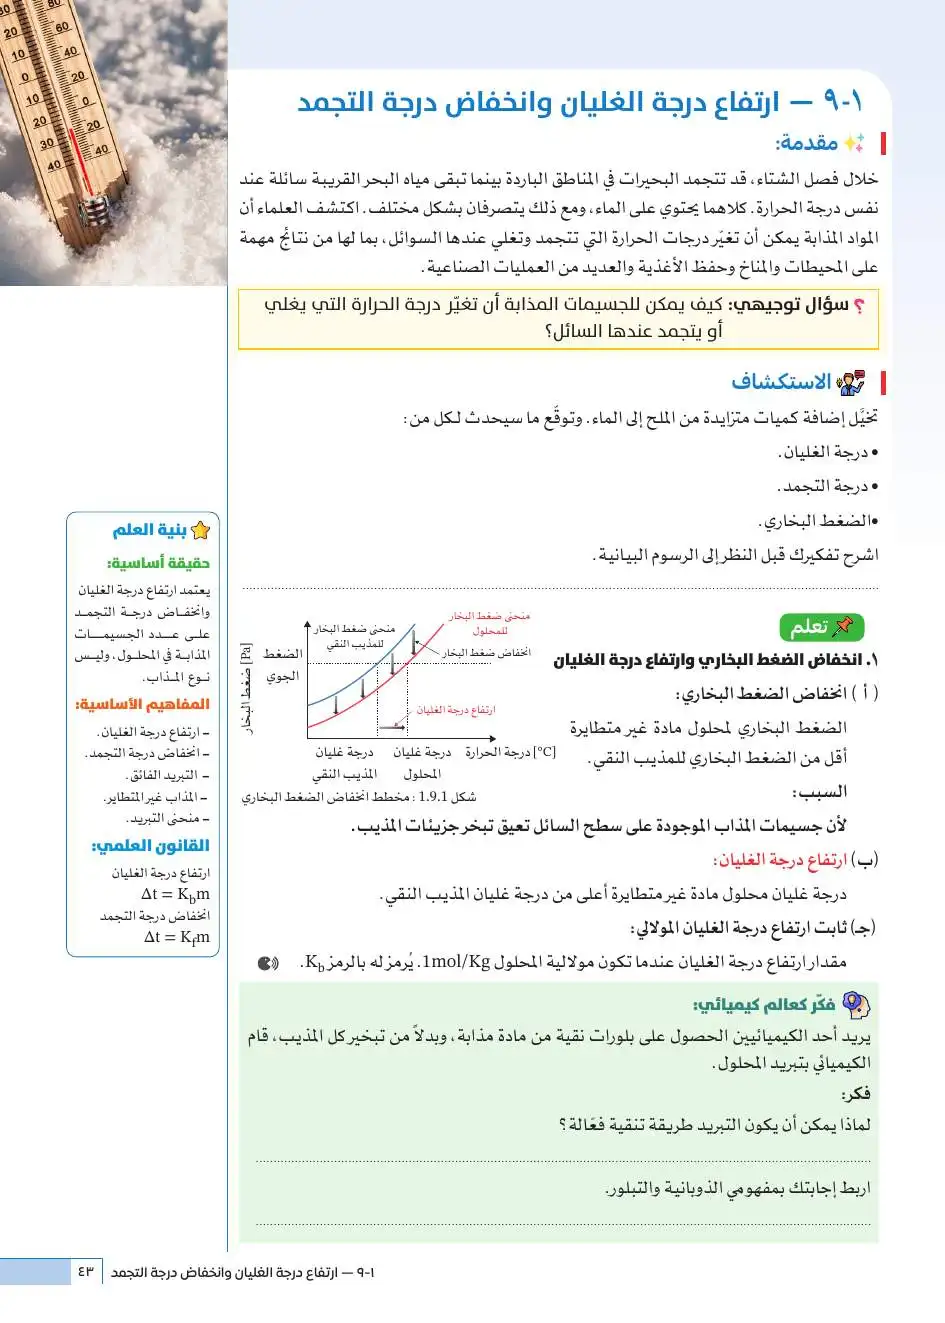 ٩-١ — ارتفاع درجة الغليان وانخفاض درجة التجمد
مقدمة:
خلال فصل الشتاء، قد تتجمد البحيرات في المناطق الباردة بينما تبقى مياه البحر القريبة سائلة عند
نفس درجة الحرارة. كلاهما يحتوي على الماء، ومع ذلك يتصرفان بشكل مختلف. اكتشف العلماء أن
المواد المذابة يمكن أن تغيّر درجات الحرارة التي تتجمد وتغلي عندها السوائل، بما لها من نتائج مهمة
على المحيطات والمناخ وحفظ الأغذية والعديد من العمليات الصناعية.
؟ سؤال توجيهي: كيف يمكن للجسيمات المذابة أن تغيّر درجة الحرارة التي يغلي
أو يتجمد عندها السائل؟
الاستكشاف
تخيَّل إضافة كميات متزايدة من الملح إلى الماء. وتوقّع ما سيحدث لكل من:
• درجة الغليان.
• درجة التجمد.
•الضغط البخاري.
اشرح تفكيرك قبل النظر إلى الرسوم البيانية.
تعلم
١. انخفاض الضغط البخاري وارتفاع درجة الغليان
( أ ) انخفاض الضغط البخاري:
الضغط البخاري لمحلول مادة غير متطايرة
أقل من الضغط البخاري للمذيب النقي.
السبب:
لأن جسيمات المذاب الموجودة على سطح السائل تعيق تبخر جزيئات المذيب.
(ب) ارتفاع درجة الغليان:
درجة غليان محلول مادة غير متطايرة أعلى من درجة غليان المذيب النقي.
(جـ) ثابت ارتفاع درجة الغليان المولالي:
مقدار ارتفاع درجة الغليان عندما تكون مولالية المحلول 1mol/Kg. يُرمز له بالرمز Kb.
منحنى ضغط البخار
للمحلول
منحنى ضغط البخار
للمذيب النقي
انخفاض ضغط البخار
الضغط
الجوي
ضغط البخار [Pa]
ارتفاع درجة الغليان
درجة الحرارة [°C]
درجة غليان
المحلول
درجة غليان
المذيب النقي
شكل 1.9.1 : مخطط انخفاض الضغط البخاري
فكّر كعالم كيميائي:
يريد أحد الكيميائيين الحصول على بلورات نقية من مادة مذابة، وبدلاً من تبخير كل المذيب، قام
الكيميائي بتبريد المحلول.
فكر:
لماذا يمكن أن يكون التبريد طريقة تنقية فعّالة ؟
اربط إجابتك بمفهومي الذوبانية والتبلور.
بنية العلم
حقيقة أساسية:
يعتمد ارتفاع درجة الغليان
وانخفاض درجة التجمد
على عدد الجسيمات
المذابة في المحلول، وليس
نوع المذاب.
المفاهيم الأساسية:
- ارتفاع درجة الغليان.
- انخفاض درجة التجمد.
- التبريد الفائق.
- المذاب غير المتطاير.
- منحنى التبريد.
القانون العلمي:
ارتفاع درجة الغليان
Δt = Kbm
انخفاض درجة التجمد
Δt = Kfm
٩-١ — ارتفاع درجة الغليان وانخفاض درجة التجمد
٤٣